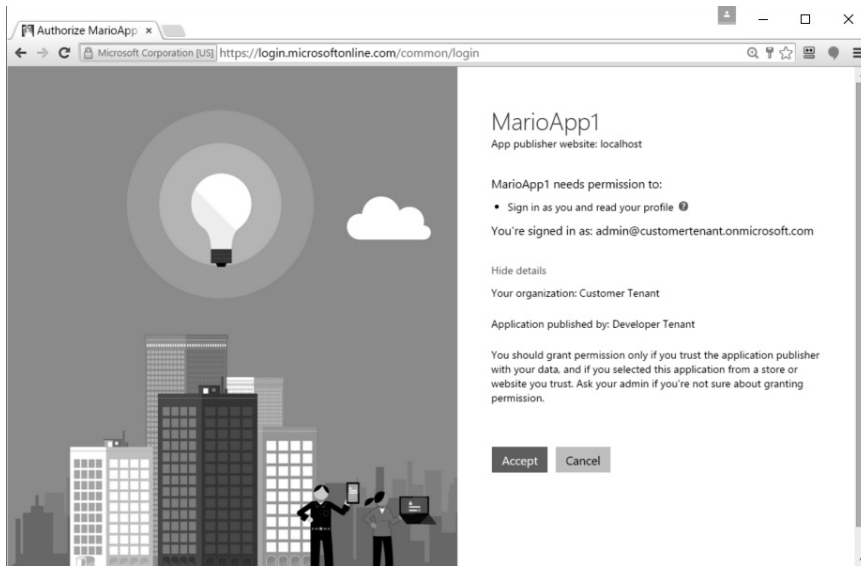 Authorize MarioApp
Microsoft Corporation [US] https://login.microsoftonline.com/common/login
MarioApp1
App publisher website: localhost
MarioApp1 needs permission to:
• Sign in as you and read your profile
You're signed in as: admin@customertenant.onmicrosoft.com
Hide details
Your organization: Customer Tenant
Application published by: Developer Tenant
You should grant permission only if you trust the application publisher
with your data, and if you selected this application from a store or
website you trust. Ask your admin if you're not sure about granting
permission.
Accept Cancel